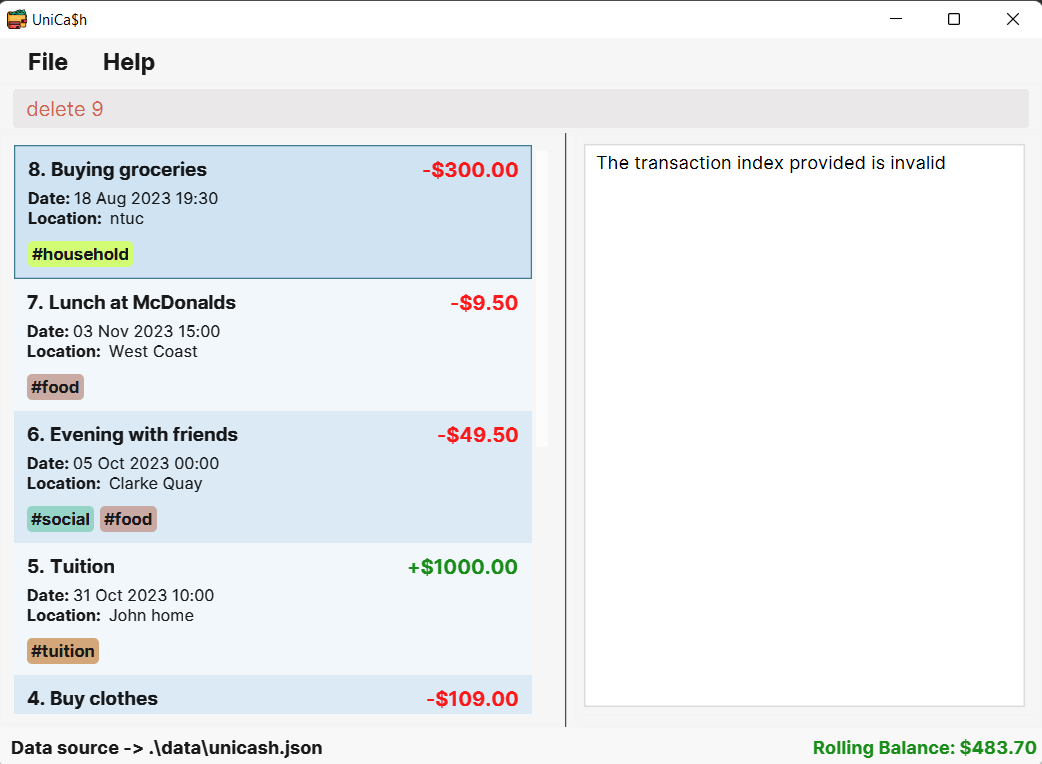 UniCa$h
File Help
delete 9
8. Buying groceries -$300.00
Date: 18 Aug 2023 19:30
Location: ntuc
#household
7. Lunch at McDonalds -$9.50
Date: 03 Nov 2023 15:00
Location: West Coast
#food
6. Evening with friends -$49.50
Date: 05 Oct 2023 00:00
Location: Clarke Quay
#social #food
5. Tuition +$1000.00
Date: 31 Oct 2023 10:00
Location: John home
#tuition
4. Buy clothes -$109.00
The transaction index provided is invalid
Data source -> .\data\unicash.json
Rolling Balance: $483.70